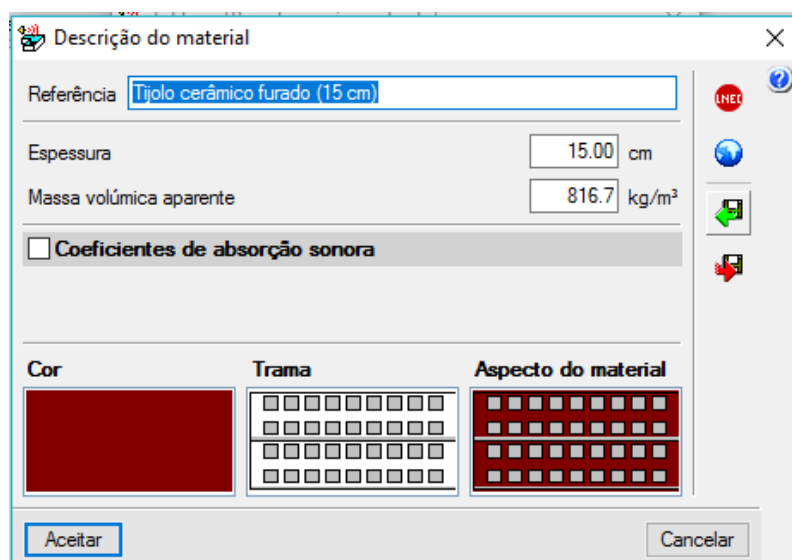 Descrição do material
Referência Tijolo cerâmico furado (15 cm)
LNEC
Espessura 15.00 cm
Massa volúmica aparente 816.7 kg/m³
Coeficientes de absorção sonora
Cor Trama Aspecto do material
Aceitar Cancelar